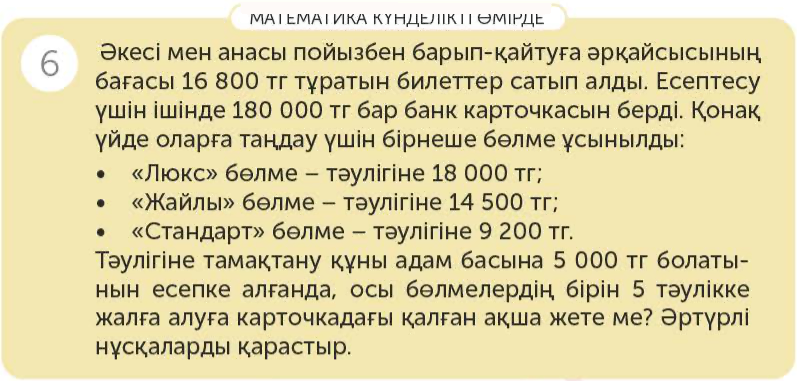 МАТЕМАТИКА КҮНДЕЛІКТІ ӨМІРДЕ
6
Әкесі мен анасы пойызбен барып-қайтуға әрқайсысының
бағасы 16 800 тг тұратын билеттер сатып алды. Есептесу
үшін ішінде 180 000 тг бар банк карточкасын берді. Қонақ
үйде оларға таңдау үшін бірнеше бөлме ұсынылды:
• «Люкс» бөлме – тәулігіне 18 000 тг;
• «Жайлы» бөлме – тәулігіне 14 500 тг;
• «Стандарт» бөлме – тәулігіне 9 200 тг.
Тәулігіне тамақтану құны адам басына 5 000 тг болаты-
нын есепке алғанда, осы бөлмелердің бірін 5 тәулікке
жалға алуға карточкадағы қалған ақша жете ме? Әртүрлі
нұсқаларды қарастыр.